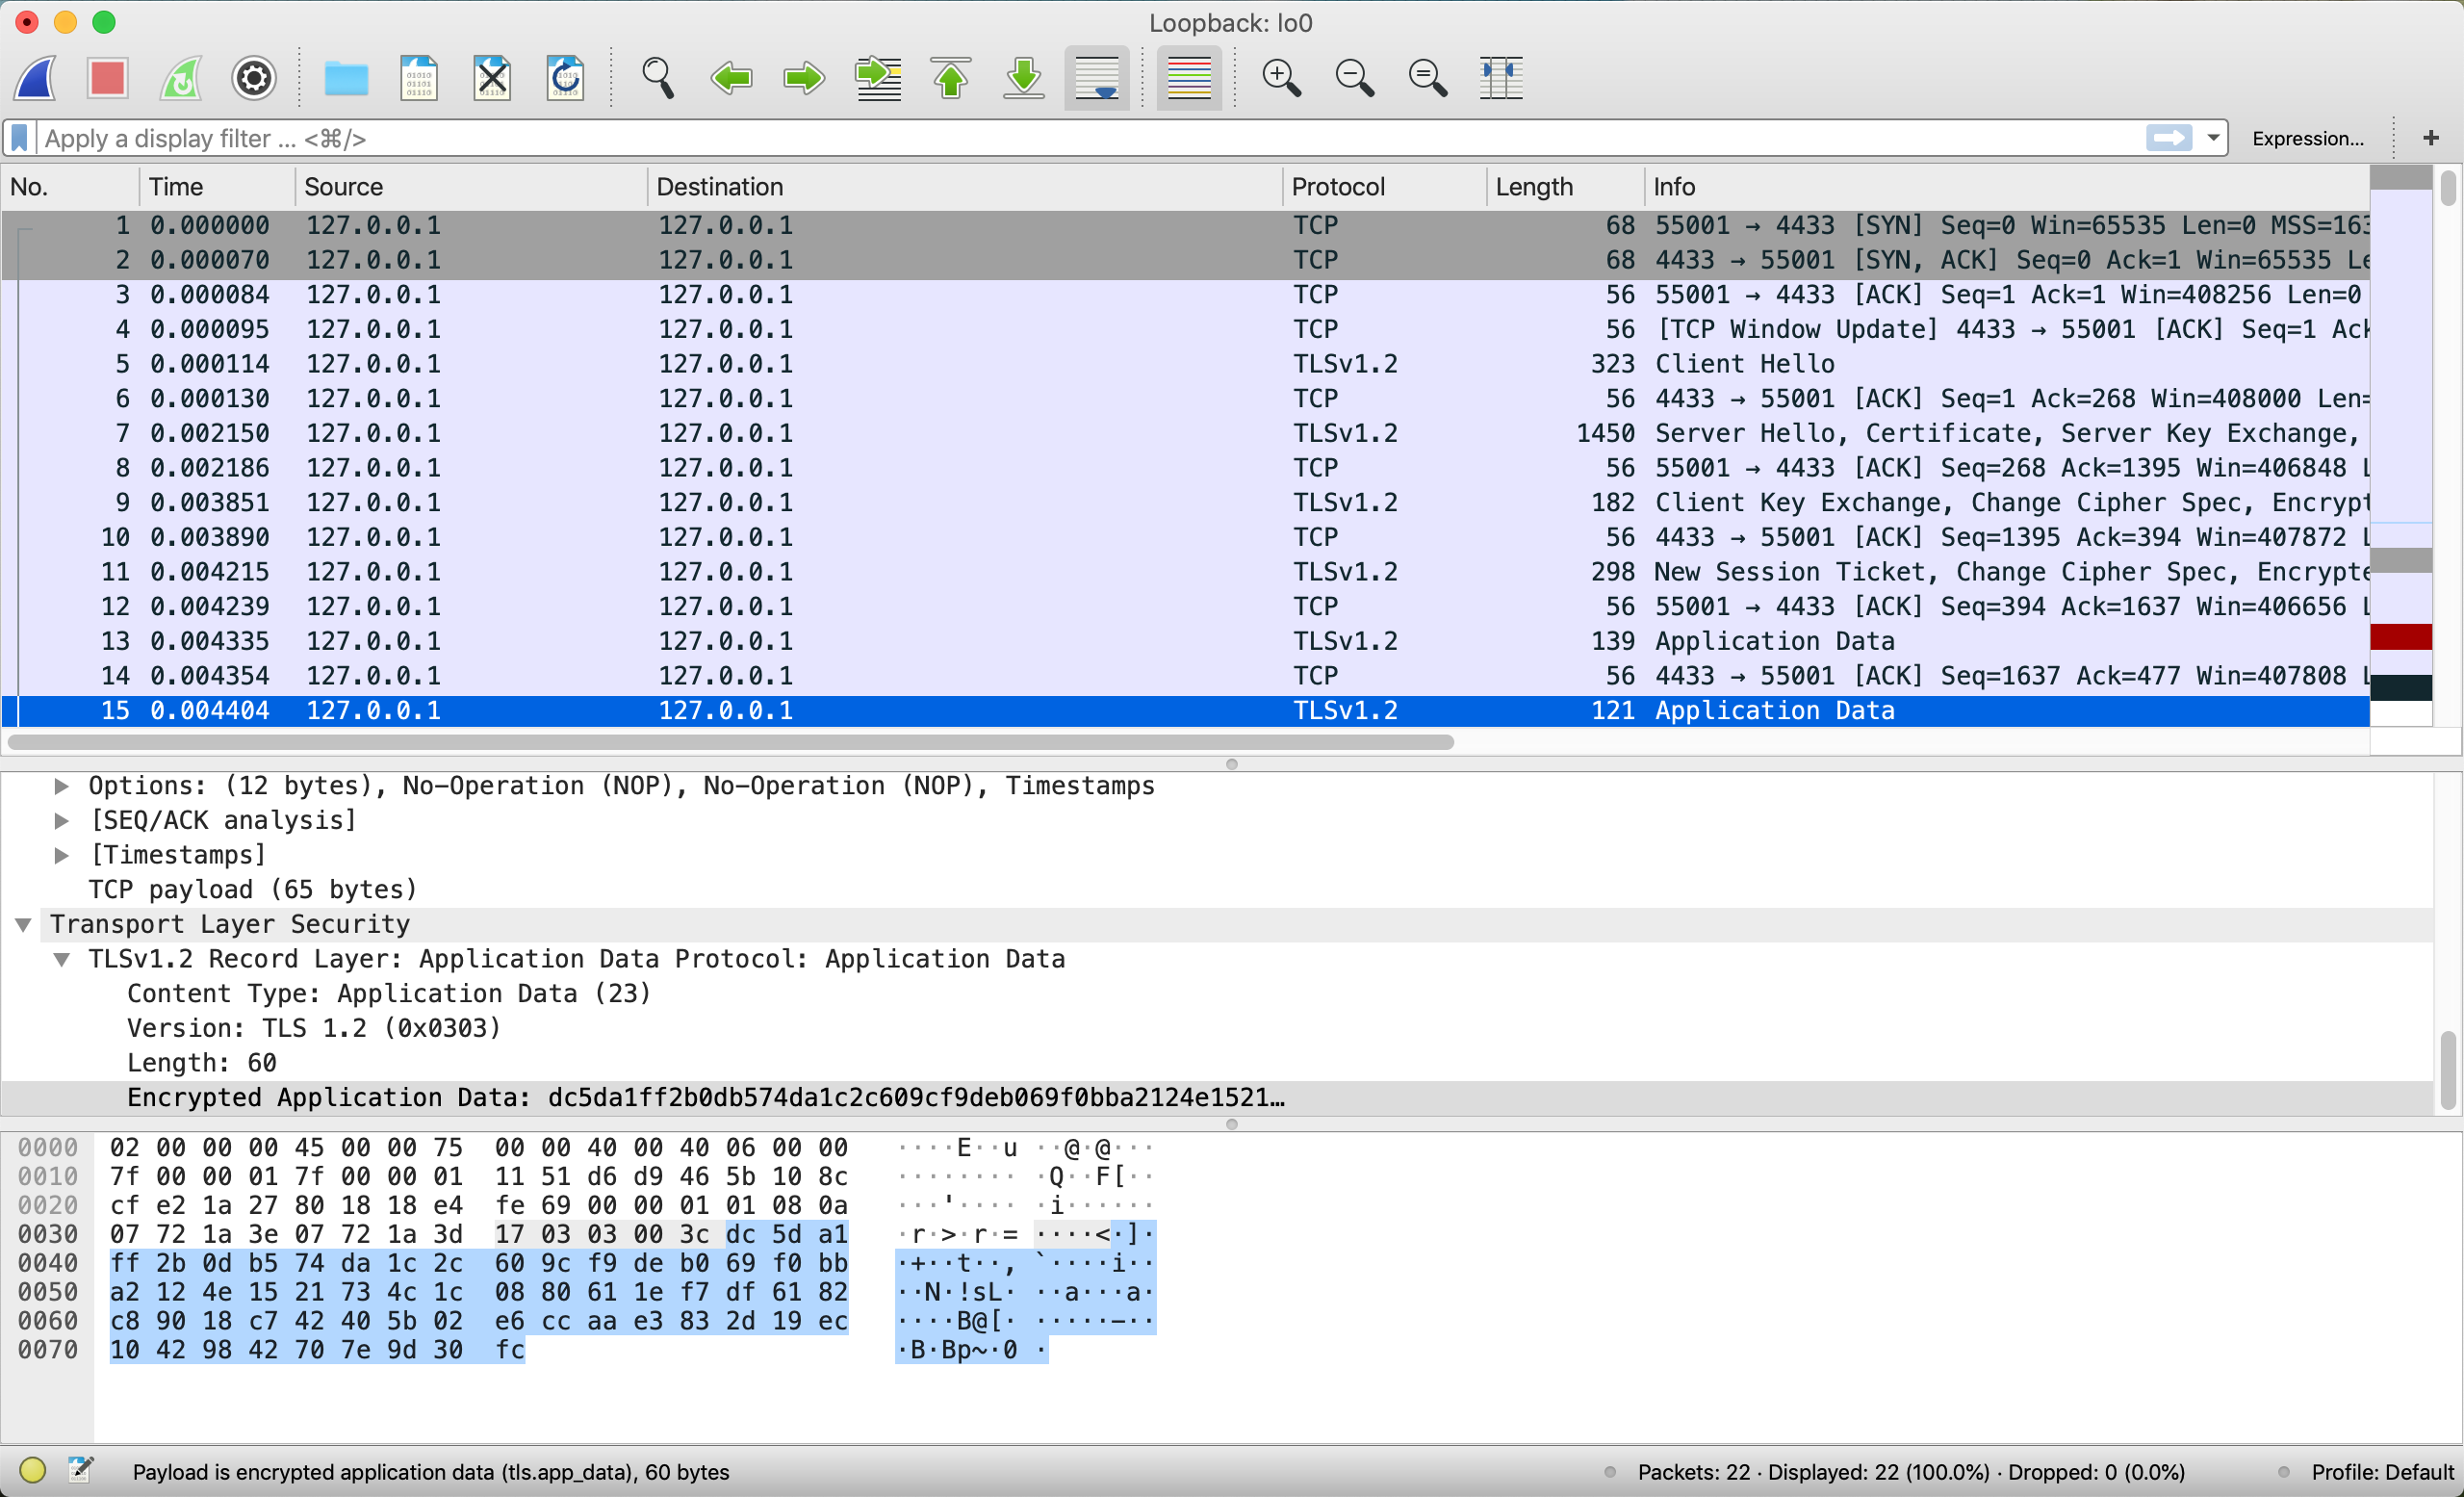 Loopback: lo0
Apply a display filter ... <⌘/>
Expression...
+
No. Time Source Destination Protocol Length Info
1 0.000000 127.0.0.1 127.0.0.1 TCP 68 55001 → 4433 [SYN] Seq=0 Win=65535 Len=0 MSS=163
2 0.000070 127.0.0.1 127.0.0.1 TCP 68 4433 → 55001 [SYN, ACK] Seq=0 Ack=1 Win=65535 Le
3 0.000084 127.0.0.1 127.0.0.1 TCP 56 55001 → 4433 [ACK] Seq=1 Ack=1 Win=408256 Len=0
4 0.000095 127.0.0.1 127.0.0.1 TCP 56 [TCP Window Update] 4433 → 55001 [ACK] Seq=1 Ack
5 0.000114 127.0.0.1 127.0.0.1 TLSv1.2 323 Client Hello
6 0.000130 127.0.0.1 127.0.0.1 TCP 56 4433 → 55001 [ACK] Seq=1 Ack=268 Win=408000 Len=
7 0.002150 127.0.0.1 127.0.0.1 TLSv1.2 1450 Server Hello, Certificate, Server Key Exchange,
8 0.002186 127.0.0.1 127.0.0.1 TCP 56 55001 → 4433 [ACK] Seq=268 Ack=1395 Win=406848 L
9 0.003851 127.0.0.1 127.0.0.1 TLSv1.2 182 Client Key Exchange, Change Cipher Spec, Encrypt
10 0.003890 127.0.0.1 127.0.0.1 TCP 56 4433 → 55001 [ACK] Seq=1395 Ack=394 Win=407872 L
11 0.004215 127.0.0.1 127.0.0.1 TLSv1.2 298 New Session Ticket, Change Cipher Spec, Encrypte
12 0.004239 127.0.0.1 127.0.0.1 TCP 56 55001 → 4433 [ACK] Seq=394 Ack=1637 Win=406656 L
13 0.004335 127.0.0.1 127.0.0.1 TLSv1.2 139 Application Data
14 0.004354 127.0.0.1 127.0.0.1 TCP 56 4433 → 55001 [ACK] Seq=1637 Ack=477 Win=407808 L
15 0.004404 127.0.0.1 127.0.0.1 TLSv1.2 121 Application Data
Options: (12 bytes), No-Operation (NOP), No-Operation (NOP), Timestamps
[SEQ/ACK analysis]
[Timestamps]
TCP payload (65 bytes)
Transport Layer Security
TLSv1.2 Record Layer: Application Data Protocol: Application Data
Content Type: Application Data (23)
Version: TLS 1.2 (0x0303)
Length: 60
Encrypted Application Data: dc5da1ff2b0db574da1c2c609cf9deb069f0bba2124e1521…
0000 02 00 00 00 45 00 00 75 00 00 40 00 40 06 00 00 ····E··u ··@·@···
0010 7f 00 00 01 7f 00 00 01 11 51 d6 d9 46 5b 10 8c ········ ·Q··F[··
0020 cf e2 1a 27 80 18 18 e4 fe 69 00 00 01 01 08 0a ···'···· ·i······
0030 07 72 1a 3e 07 72 1a 3d 17 03 03 00 3c dc 5d a1 ·r·>·r·= ····<·]·
0040 ff 2b 0d b5 74 da 1c 2c 60 9c f9 de b0 69 f0 bb ·+··t··, `····i··
0050 a2 12 4e 15 21 73 4c 1c 08 80 61 1e f7 df 61 82 ··N·!sL· ··a···a·
0060 c8 90 18 c7 42 40 5b 02 e6 cc aa e3 83 2d 19 ec ····B@[· ·····-··
0070 10 42 98 42 70 7e 9d 30 fc ·B·Bp~·0 ·
Payload is encrypted application data (tls.app_data), 60 bytes
Packets: 22 · Displayed: 22 (100.0%) · Dropped: 0 (0.0%)
Profile: Default